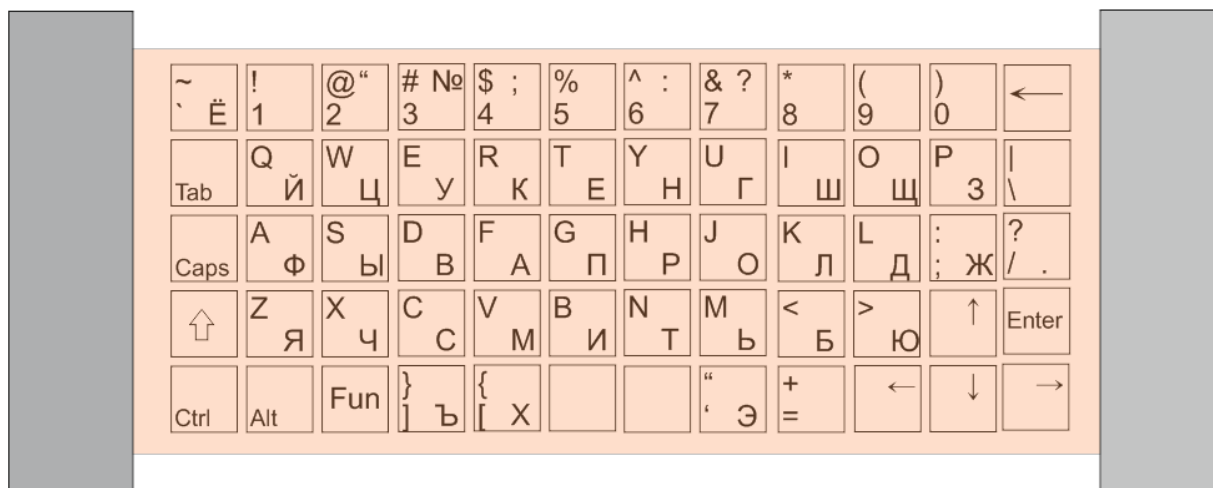 ~ ` Ё ! 1 @ “ 2 # № 3 $ ; 4 % 5 ^ : 6 & ? 7 * 8 ( 9 ) 0 ←
Tab Q Й W Ц E У R К T Е Y Н U Г I Ш O Щ P З | \
Caps A Ф S Ы D В F А G П H Р J О K Л L Д : ; Ж ? / .
⇧ Z Я X Ч C С V М B И N Т M Ь < Б > Ю ↑ Enter
Ctrl Alt Fun } ] Ъ { [ Х “ ‘ Э + = ← ↓ →